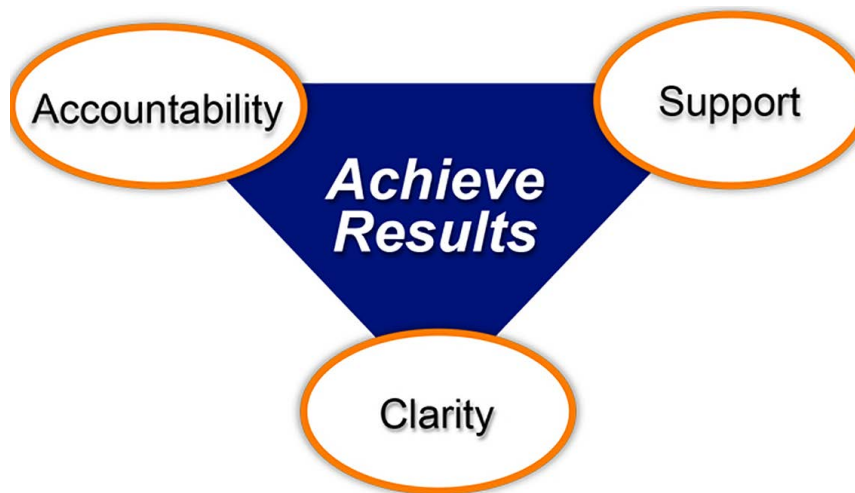 Accountability
Support
Achieve
Results
Clarity